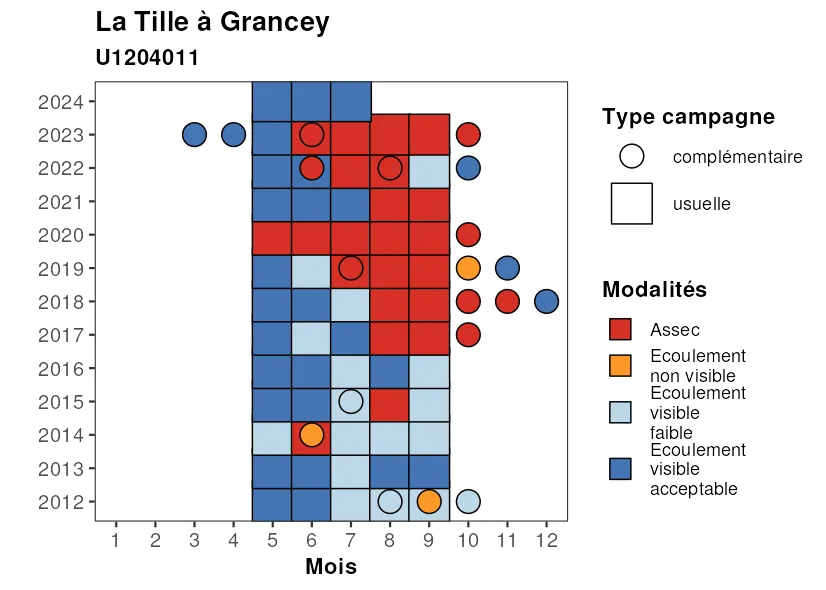 La Tille à Grancey
U1204011
2024
2023
2022
2021
2020
2019
2018
2017
2016
2015
2014
2013
2012
1 2 3 4 5 6 7 8 9 10 11 12
Mois
Type campagne
complémentaire
usuelle
Modalités
Assec
Ecoulement
non visible
Ecoulement
visible
faible
Ecoulement
visible
acceptable